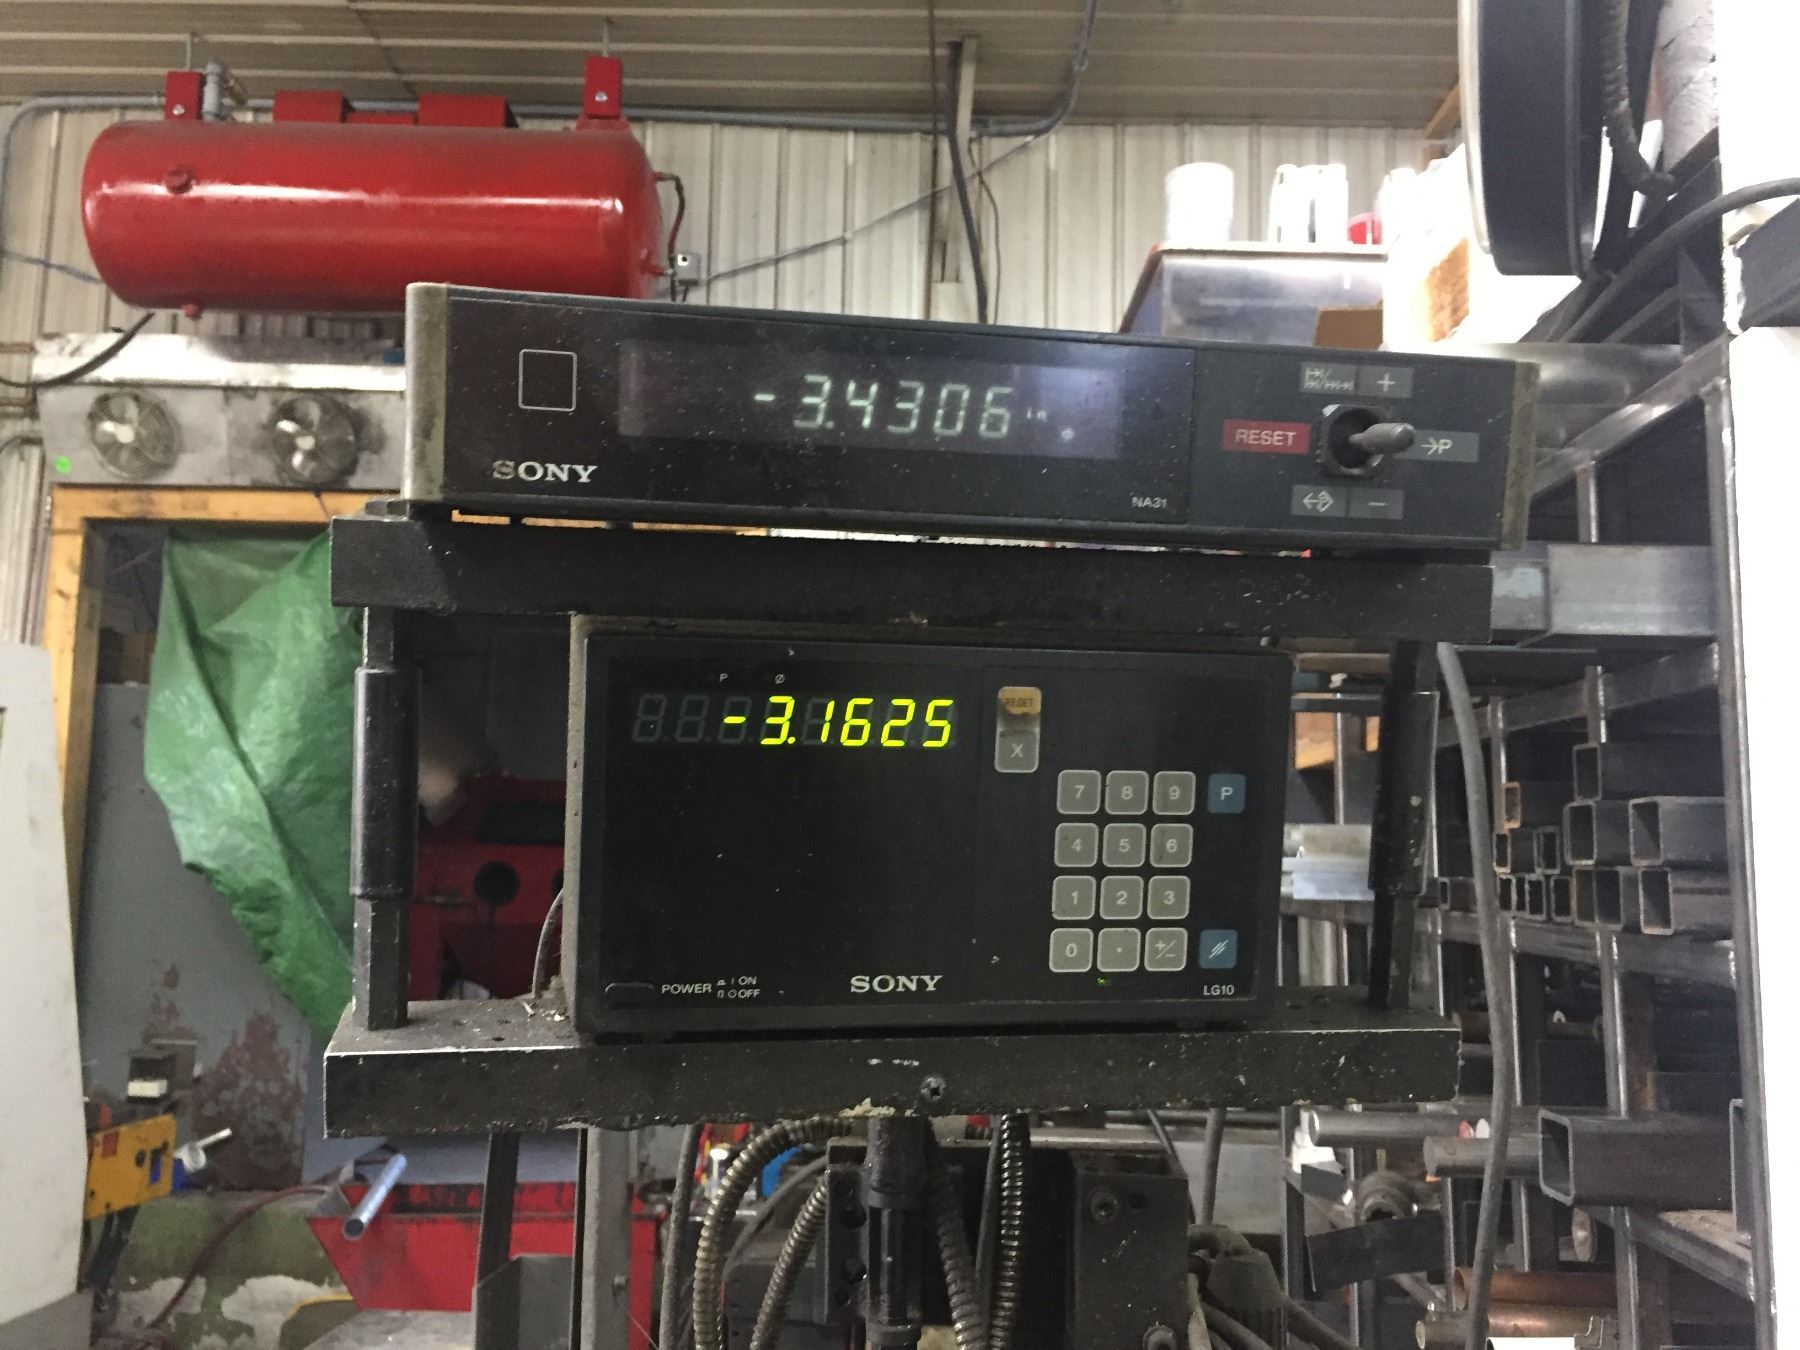 -3.4306 in
+
RESET
→P
SONY
NA31
−
P Ø
-3.1625
RESET
X
7 8 9 P
4 5 6
1 2 3
0 . +/−
POWER I ON
O OFF
SONY
LG10